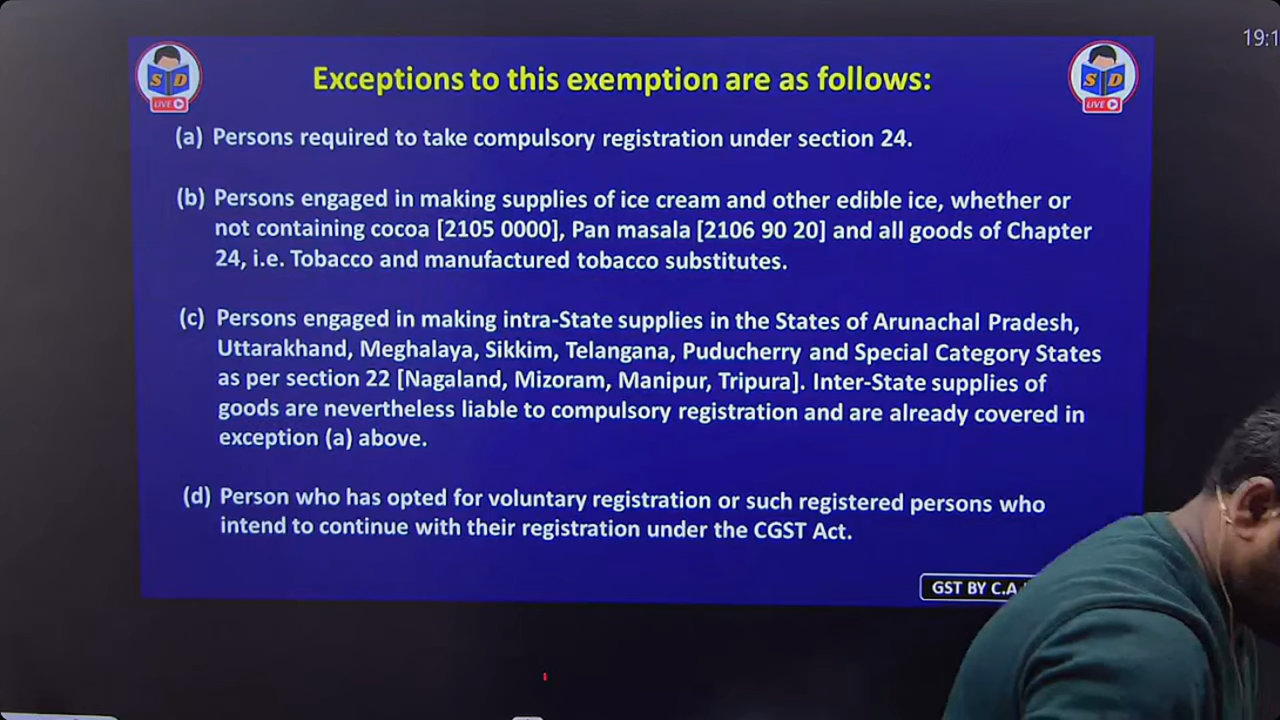 19:1
S D
LIVE
S D
LIVE
Exceptions to this exemption are as follows:
(a) Persons required to take compulsory registration under section 24.
(b) Persons engaged in making supplies of ice cream and other edible ice, whether or
not containing cocoa [2105 0000], Pan masala [2106 90 20] and all goods of Chapter
24, i.e. Tobacco and manufactured tobacco substitutes.
(c) Persons engaged in making intra-State supplies in the States of Arunachal Pradesh,
Uttarakhand, Meghalaya, Sikkim, Telangana, Puducherry and Special Category States
as per section 22 [Nagaland, Mizoram, Manipur, Tripura]. Inter-State supplies of
goods are nevertheless liable to compulsory registration and are already covered in
exception (a) above.
(d) Person who has opted for voluntary registration or such registered persons who
intend to continue with their registration under the CGST Act.
GST BY C.A